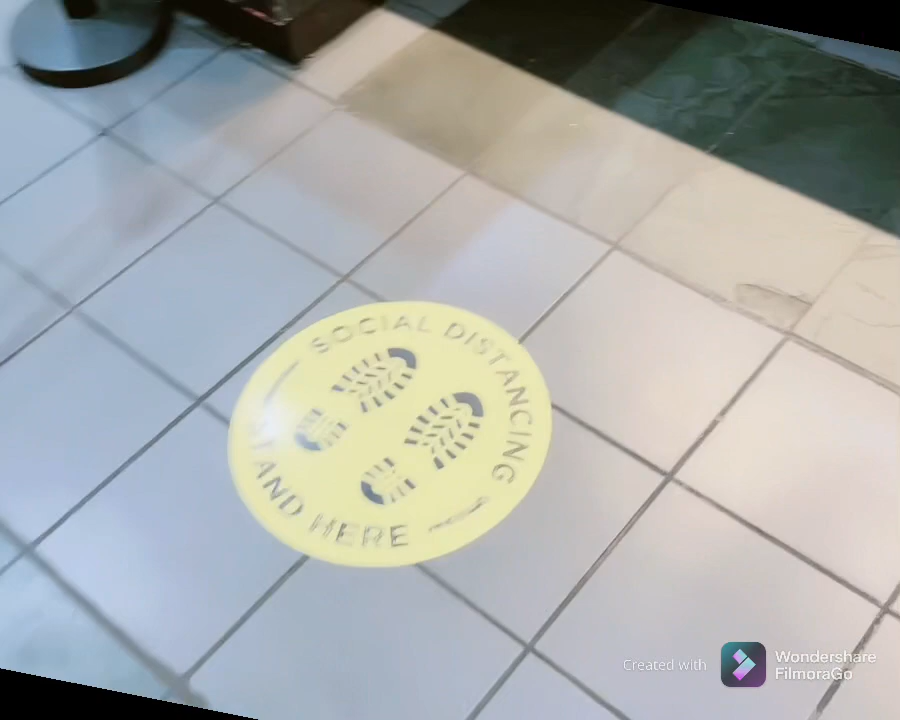 SOCIAL DISTANCING
STAND HERE
Created with
Wondershare
FilmoraGo